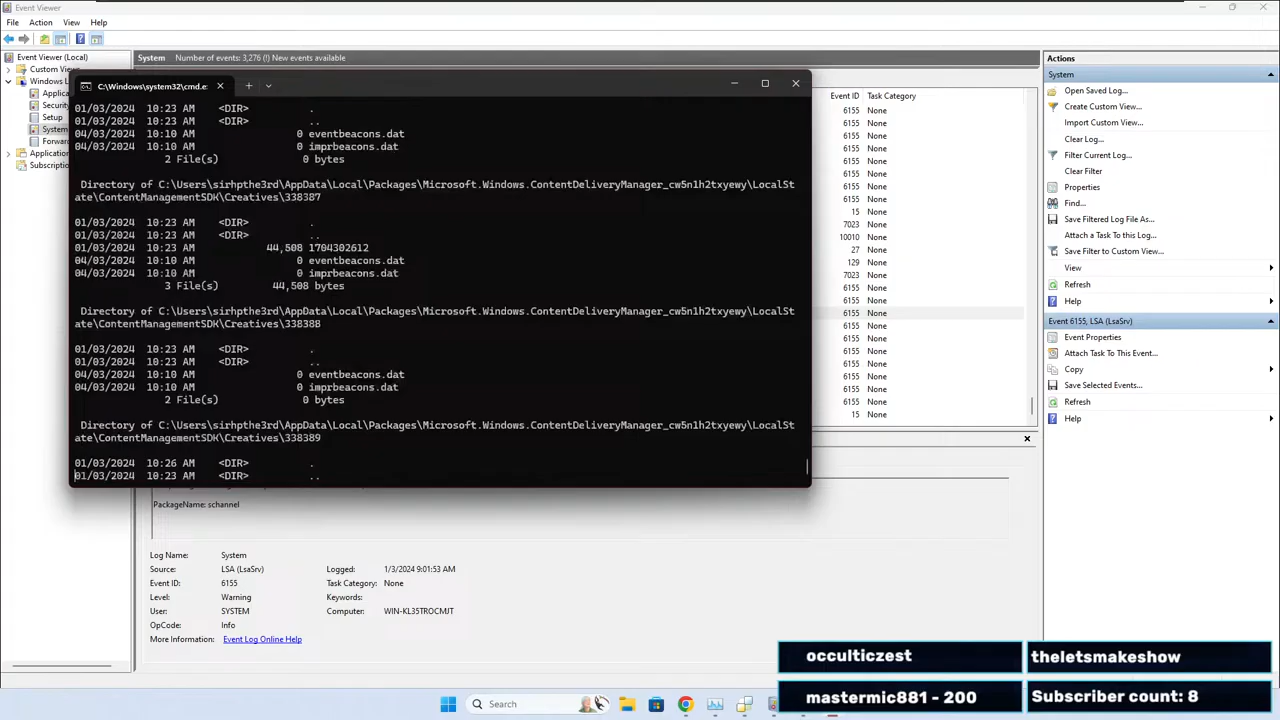 Event Viewer
File Action View Help
Event Viewer (Local)
Custom View
Windows L
Applica
Security
Setup
System
Forward
Application
Subscriptio
System Number of events: 3,276 (!) New events available
C:\Windows\system32\cmd.e:
01/03/2024 10:23 AM <DIR> .
01/03/2024 10:23 AM <DIR> ..
04/03/2024 10:10 AM 0 eventbeacons.dat
04/03/2024 10:10 AM 0 imprbeacons.dat
2 File(s) 0 bytes
Directory of C:\Users\sirhpthe3rd\AppData\Local\Packages\Microsoft.Windows.ContentDeliveryManager_cw5n1h2txyewy\LocalSt
ate\ContentManagementSDK\Creatives\338387
01/03/2024 10:23 AM <DIR> .
01/03/2024 10:23 AM <DIR> ..
01/03/2024 10:23 AM 44,508 1704302612
04/03/2024 10:10 AM 0 eventbeacons.dat
04/03/2024 10:10 AM 0 imprbeacons.dat
3 File(s) 44,508 bytes
Directory of C:\Users\sirhpthe3rd\AppData\Local\Packages\Microsoft.Windows.ContentDeliveryManager_cw5n1h2txyewy\LocalSt
ate\ContentManagementSDK\Creatives\338388
01/03/2024 10:23 AM <DIR> .
01/03/2024 10:23 AM <DIR> ..
04/03/2024 10:10 AM 0 eventbeacons.dat
04/03/2024 10:10 AM 0 imprbeacons.dat
2 File(s) 0 bytes
Directory of C:\Users\sirhpthe3rd\AppData\Local\Packages\Microsoft.Windows.ContentDeliveryManager_cw5n1h2txyewy\LocalSt
ate\ContentManagementSDK\Creatives\338389
01/03/2024 10:26 AM <DIR> .
01/03/2024 10:23 AM <DIR> ..
Event ID Task Category
6155 None
6155 None
6155 None
6155 None
6155 None
6155 None
6155 None
6155 None
15 None
7023 None
10010 None
27 None
129 None
7023 None
6155 None
6155 None
6155 None
6155 None
6155 None
6155 None
6155 None
6155 None
6155 None
6155 None
15 None
PackageName: schannel
Log Name: System
Source: LSA (LsaSrv) Logged: 1/3/2024 9:01:53 AM
Event ID: 6155 Task Category: None
Level: Warning Keywords:
User: SYSTEM Computer: WIN-KL35TROCMJT
OpCode: Info
More Information: Event Log Online Help
Actions
System
Open Saved Log...
Create Custom View...
Import Custom View...
Clear Log...
Filter Current Log...
Clear Filter
Properties
Find...
Save Filtered Log File As...
Attach a Task To this Log...
Save Filter to Custom View...
View
Refresh
Help
Event 6155, LSA (LsaSrv)
Event Properties
Attach Task To This Event...
Copy
Save Selected Events...
Refresh
Help
occulticzest
theletsmakeshow
mastermic881 - 200
Subscriber count: 8
Search